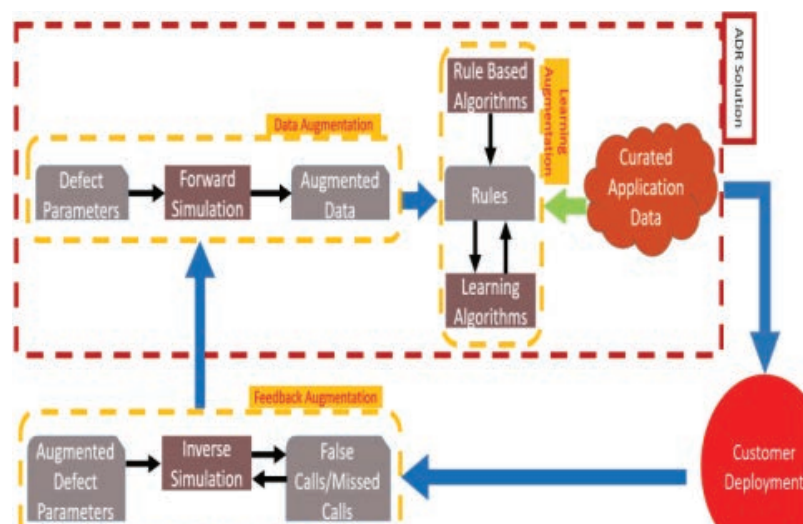 ADR Solution
Data Augmentation
Defect
Parameters
Forward
Simulation
Augmented
Data
Rule Based
Algorithms
Rules
Learning
Algorithms
Learning
Augmentation
Curated
Application
Data
Feedback Augmentation
Augmented
Defect
Parameters
Inverse
Simulation
False
Calls/Missed
Calls
Customer
Deployment